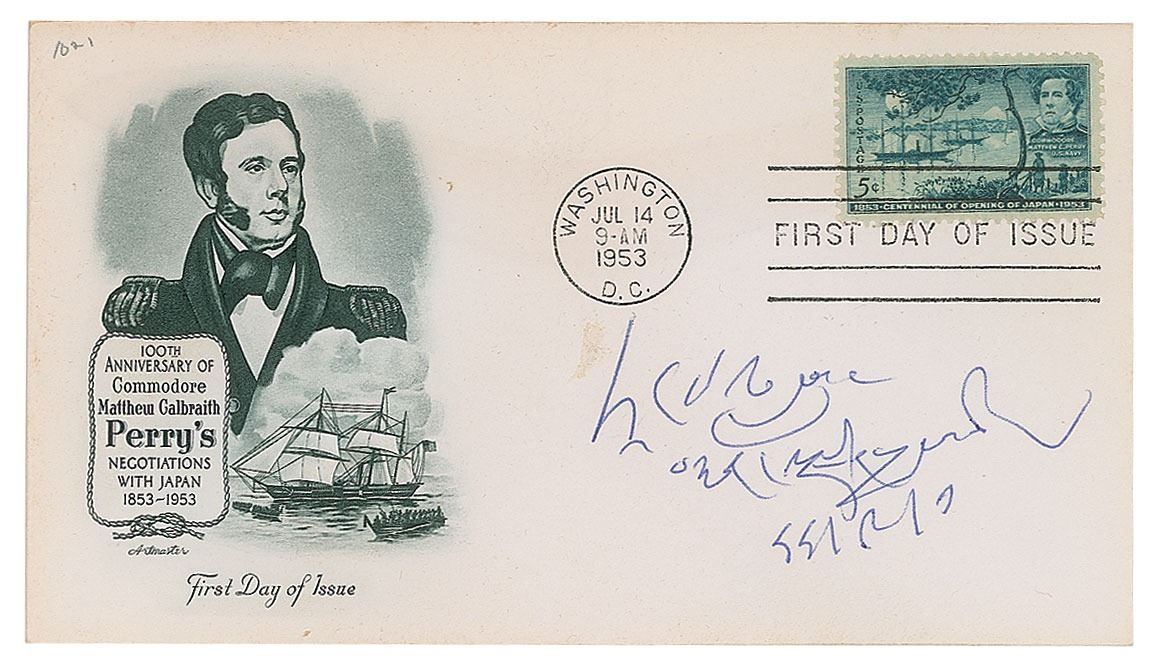 1021
U.S. POSTAGE
COMMODORE
MATTHEW C. PERRY
U.S. NAVY
5¢
1853·CENTENNIAL OF OPENING OF JAPAN·1953
WASHINGTON
JUL 14
9-AM
1953
D.C.
FIRST DAY OF ISSUE
100TH
ANNIVERSARY OF
Commodore
Matthew Galbraith
Perry's
NEGOTIATIONS
WITH JAPAN
1853~1953
Artmaster
First Day of Issue